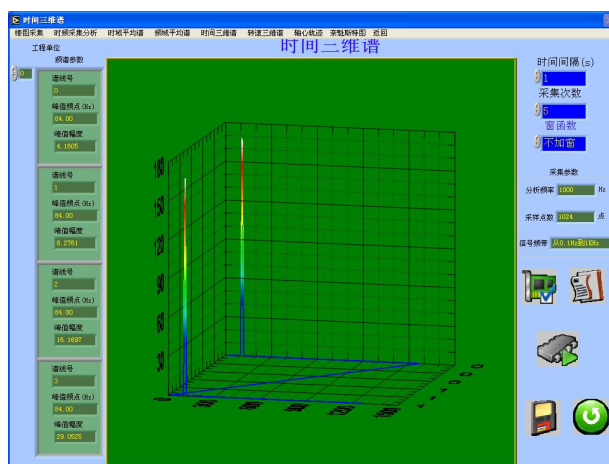 时间三维谱
楼图采集 时频采集分析 时域平均谱 频域平均谱 时间三维谱 转速三维谱 轴心轨迹 奈魁斯特图 返回
时间三维谱
工程单位
频谱参数
0
谱线号
0
峰值频点(Hz)
84.00
峰值幅度
4.1605
谱线号
1
峰值频点(Hz)
84.00
峰值幅度
8.2761
谱线号
2
峰值频点(Hz)
84.00
峰值幅度
16.1697
谱线号
3
峰值频点(Hz)
84.00
峰值幅度
29.0525
180
150
120
90
60
30
0
300
600
900
时间间隔(s)
1
采集次数
5
窗函数
不加窗
采集参数
分析频率 1000 Hz
采样点数 1024 点
信号频带 从0.1Hz到1KHz